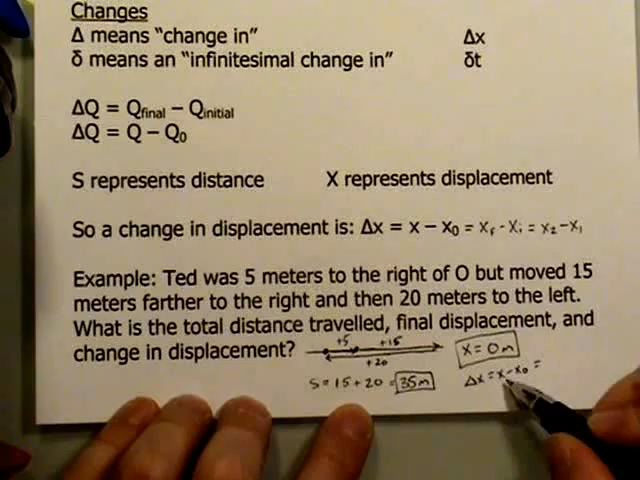 Changes
Δ means “change in” Δx
δ means an “infinitesimal change in” δt
ΔQ = Qfinal – Qinitial
ΔQ = Q – Q0
S represents distance X represents displacement
So a change in displacement is: Δx = x – x0 = xf - xi = x2 - x1
Example: Ted was 5 meters to the right of O but moved 15
meters farther to the right and then 20 meters to the left.
What is the total distance travelled, final displacement, and
change in displacement? +5 +15 x = 0m
+20
S = 15 + 20 = 35m Δx = x - x0 =